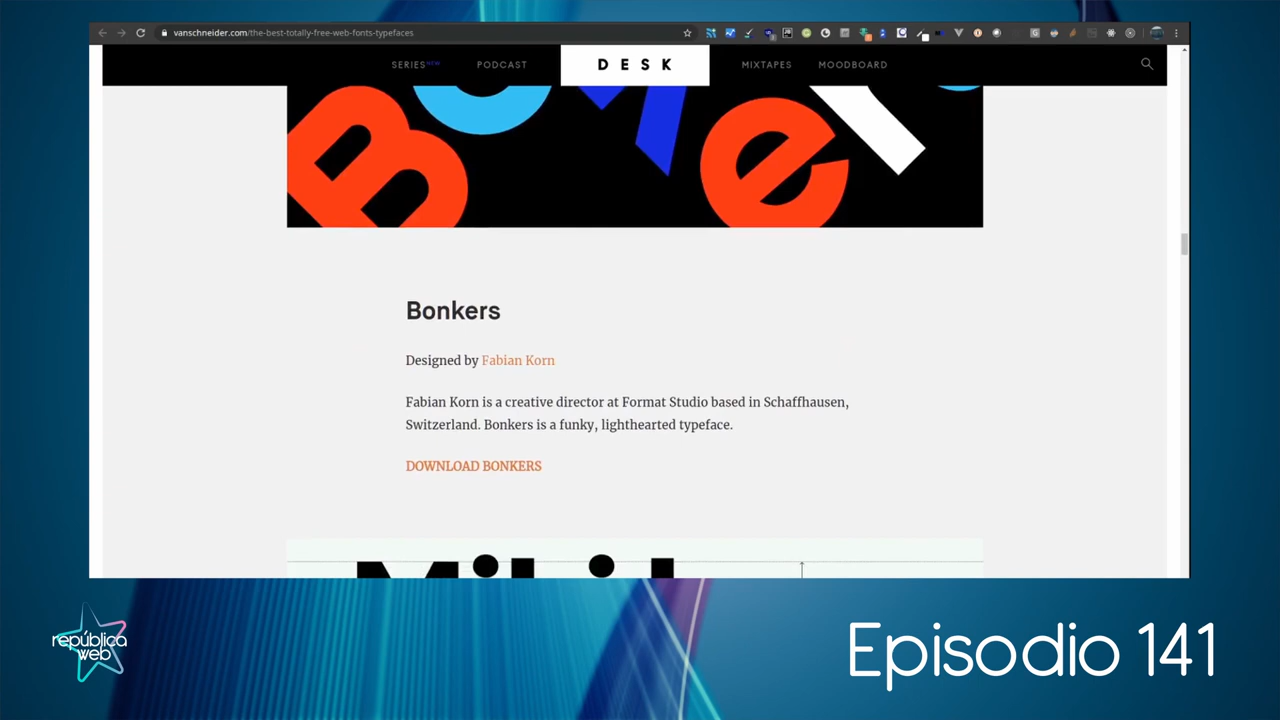 vanschneider.com/the-best-totally-free-web-fonts-typefaces
SERIES NEW
PODCAST
DESK
MIXTAPES
MOODBOARD
Bonkers
Designed by Fabian Korn
Fabian Korn is a creative director at Format Studio based in Schaffhausen,
Switzerland. Bonkers is a funky, lighthearted typeface.
DOWNLOAD BONKERS
república
web
Episodio 141